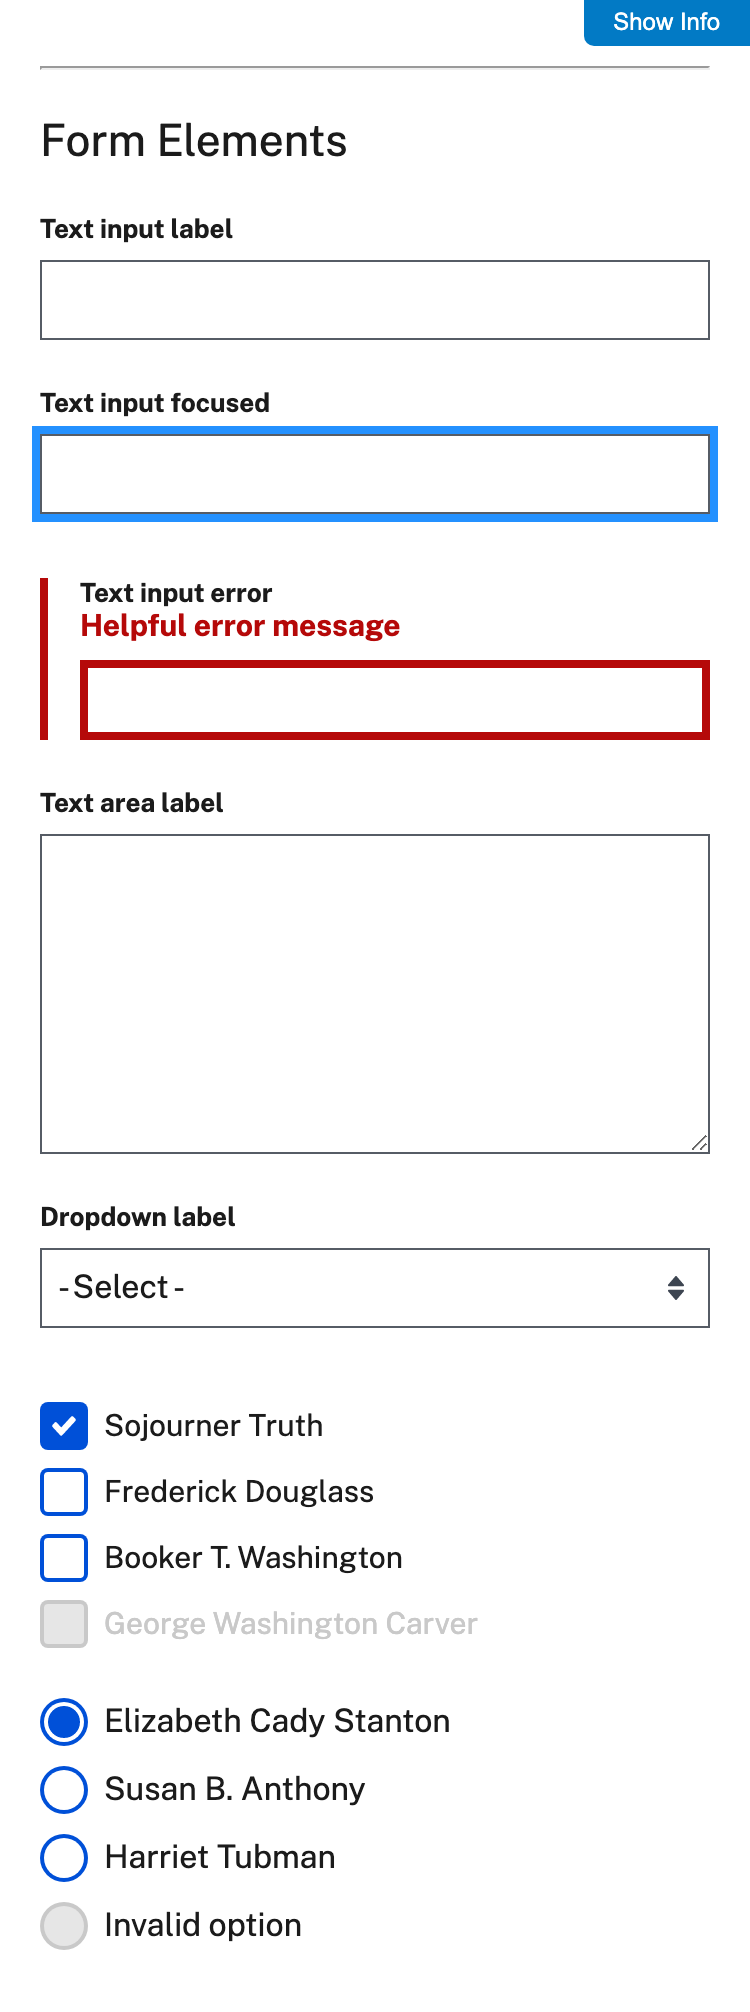 Show Info
Form Elements
Text input label
Text input focused
Text input error
Helpful error message
Text area label
Dropdown label
- Select -
Sojourner Truth
Frederick Douglass
Booker T. Washington
George Washington Carver
Elizabeth Cady Stanton
Susan B. Anthony
Harriet Tubman
Invalid option